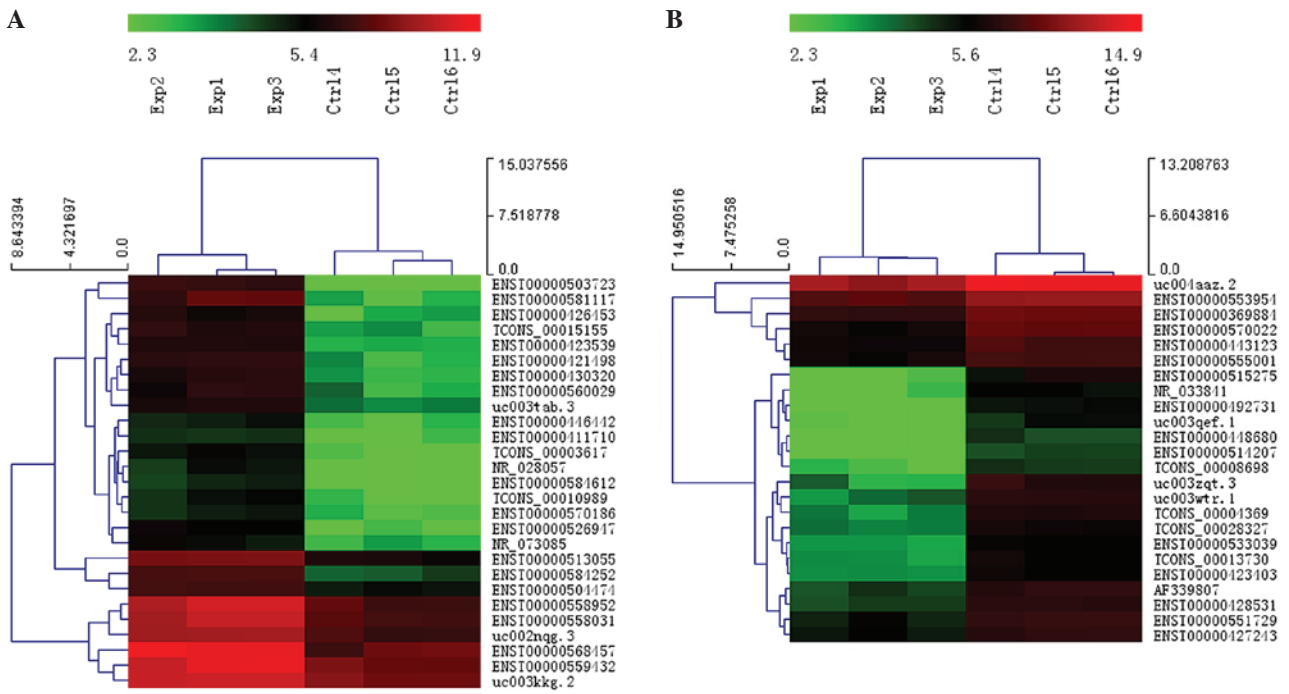 A
2.3 5.4 11.9
Exp2 Exp1 Exp3 Ctrl4 Ctrl5 Ctrl6
15.037556
7.518778
0.0
8.643394 4.321697 0.0
ENST00000503723
ENST00000581117
ENST00000426453
TCONS_00015155
ENST00000423539
ENST00000421498
ENST00000430320
ENST00000560029
uc003tab.3
ENST00000446442
ENST00000411710
TCONS_00003617
NR_028057
ENST00000584612
TCONS_00010989
ENST00000570186
ENST00000526947
NR_073085
ENST00000513055
ENST00000584252
ENST00000504474
ENST00000558952
ENST00000558031
uc002nqg.3
ENST00000568457
ENST00000559432
uc003kkg.2
B
2.3 5.6 14.9
Exp1 Exp2 Exp3 Ctrl4 Ctrl5 Ctrl6
13.208763
6.6043816
0.0
14.950516 7.475258 0.0
uc004aaz.2
ENST00000553954
ENST00000369884
ENST00000570022
ENST00000443123
ENST00000555001
ENST00000515275
NR_033841
ENST00000492731
uc003qef.1
ENST00000448680
ENST00000514207
TCONS_00008698
uc003zqt.3
uc003wtr.1
TCONS_00004369
TCONS_00028327
ENST00000533039
TCONS_00013730
ENST00000423403
AF339807
ENST00000428531
ENST00000551729
ENST00000427243